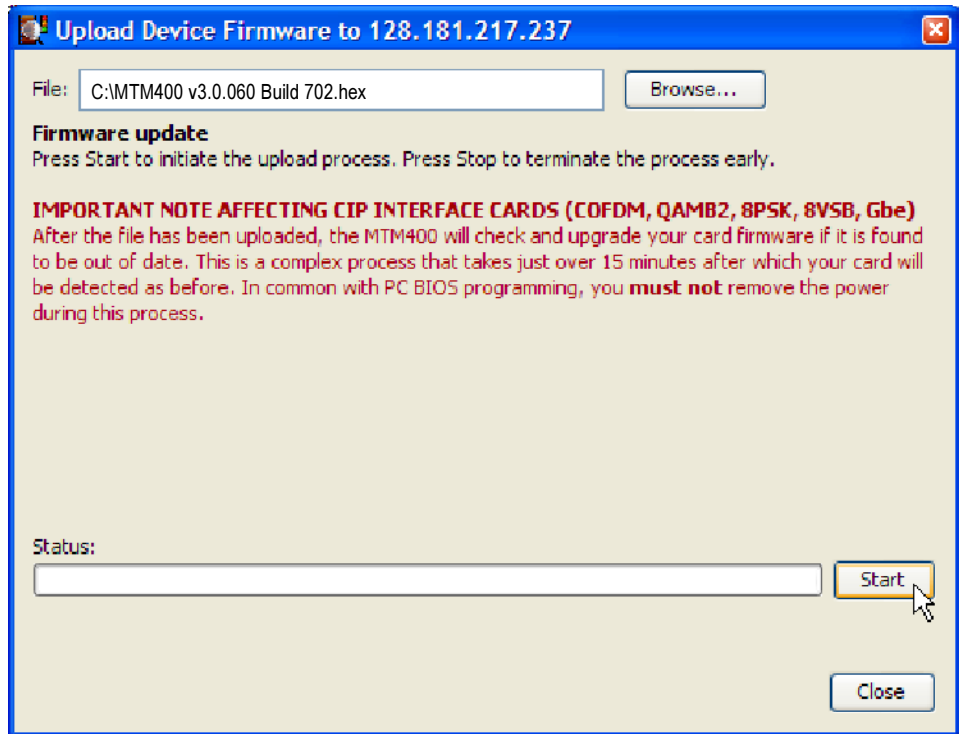 Upload Device Firmware to 128.181.217.237
File: C:\MTM400 v3.0.060 Build 702.hex Browse...
Firmware update
Press Start to initiate the upload process. Press Stop to terminate the process early.
IMPORTANT NOTE AFFECTING CIP INTERFACE CARDS (COFDM, QAMB2, 8PSK, 8VSB, Gbe)
After the file has been uploaded, the MTM400 will check and upgrade your card firmware if it is found
to be out of date. This is a complex process that takes just over 15 minutes after which your card will
be detected as before. In common with PC BIOS programming, you must not remove the power
during this process.
Status:
Start
Close